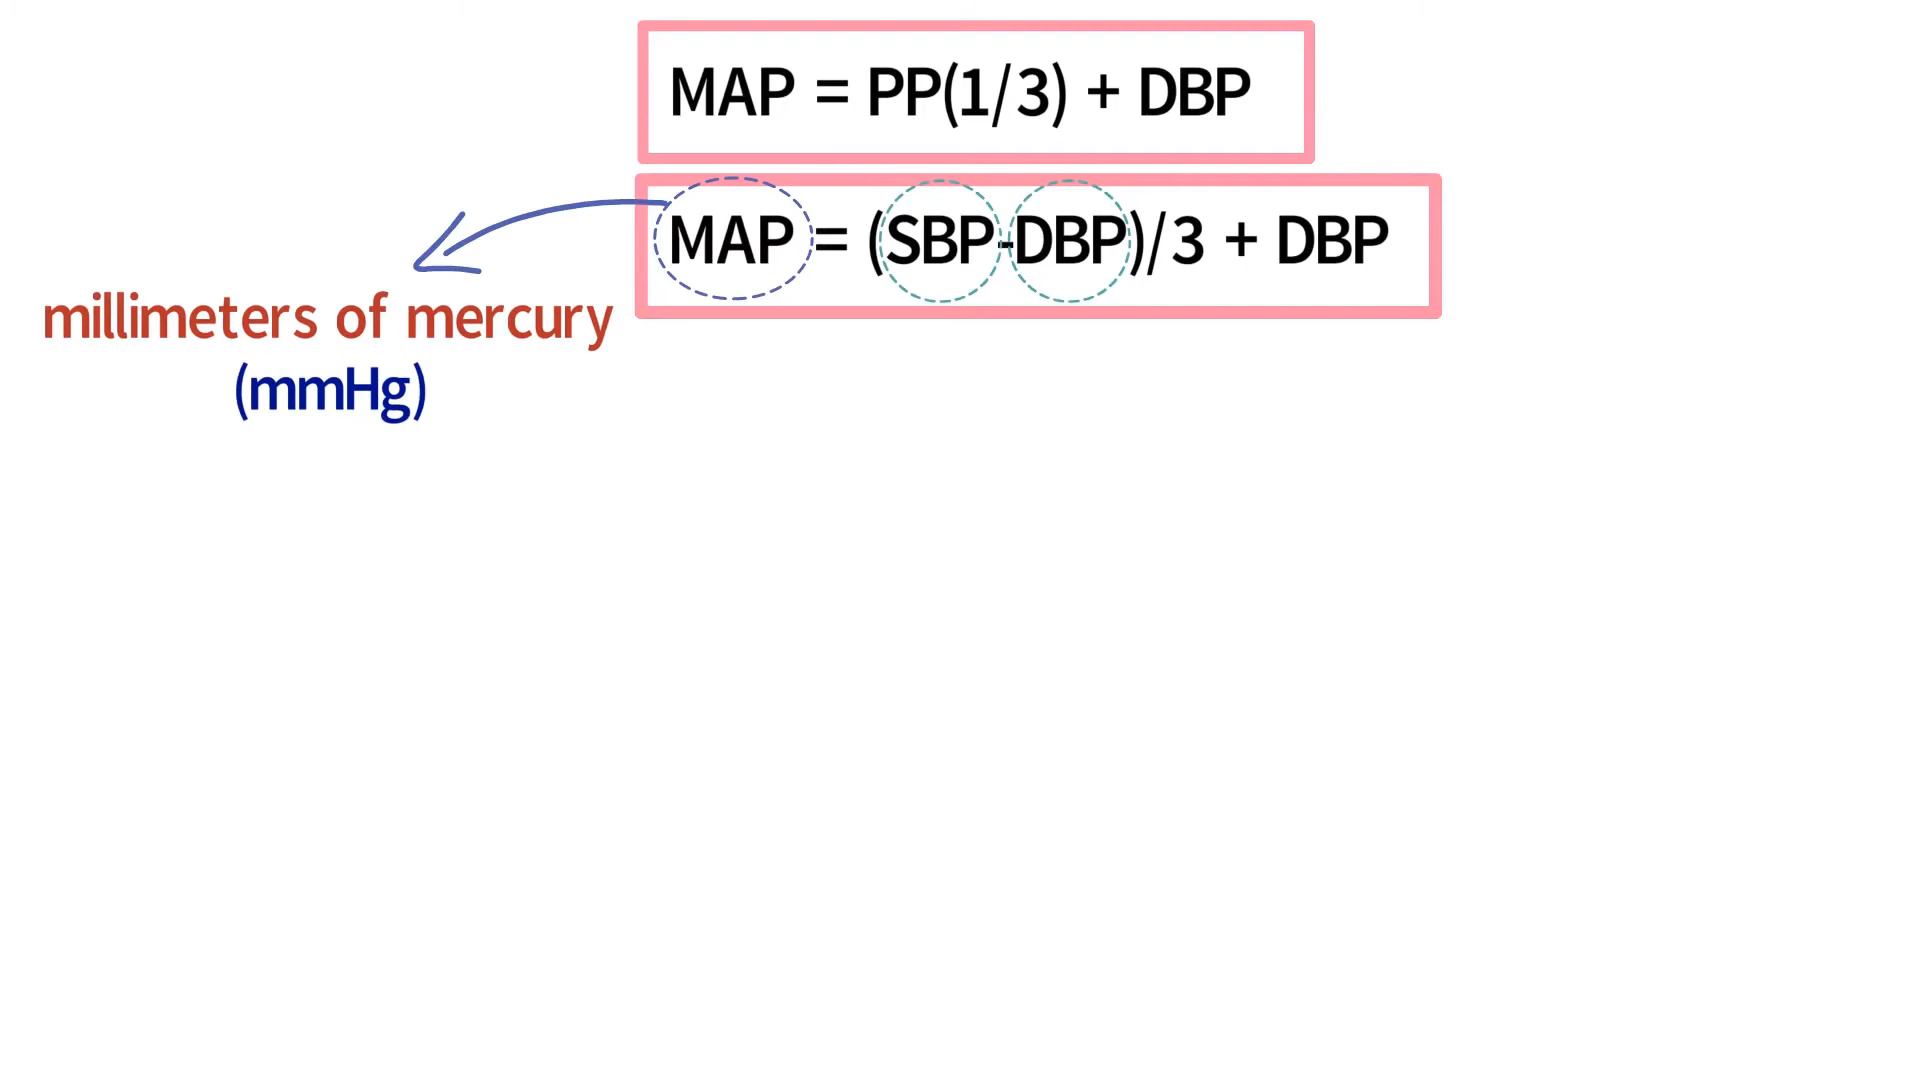 MAP = PP(1/3) + DBP
MAP = (SBP-DBP)/3 + DBP
millimeters of mercury
(mmHg)